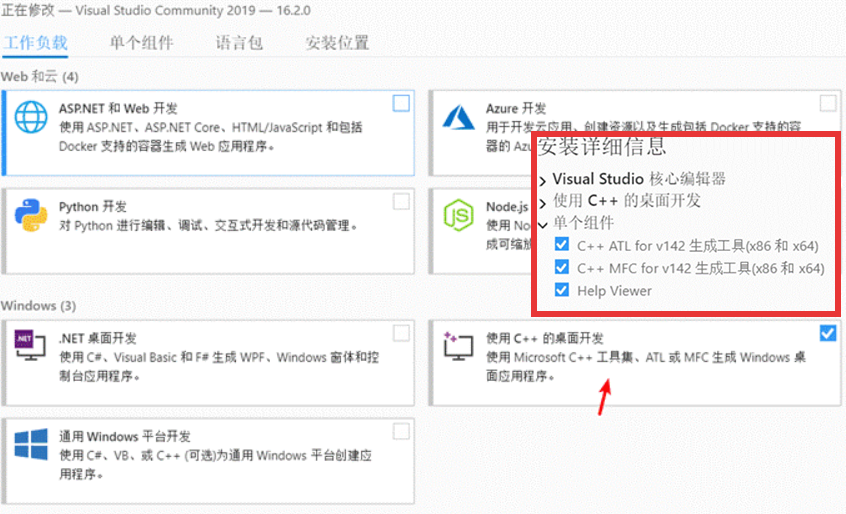 正在修改 — Visual Studio Community 2019 — 16.2.0
工作负载 单个组件 语言包 安装位置
Web 和云 (4)
ASP.NET 和 Web 开发
使用 ASP.NET、ASP.NET Core、HTML/JavaScript 和包括
Docker 支持的容器生成 Web 应用程序。
Azure 开发
用于开发云应用、创建资源以及生成包括 Docker 支持的容
器的 Azu
Python 开发
对 Python 进行编辑、调试、交互式开发和源代码管理。
Node.js
使用 No
成可缩放
安装详细信息
Visual Studio 核心编辑器
使用 C++ 的桌面开发
单个组件
C++ ATL for v142 生成工具(x86 和 x64)
C++ MFC for v142 生成工具(x86 和 x64)
Help Viewer
Windows (3)
.NET
.NET 桌面开发
使用 C#、Visual Basic 和 F# 生成 WPF、Windows 窗体和控
制台应用程序。
使用 C++ 的桌面开发
使用 Microsoft C++ 工具集、ATL 或 MFC 生成 Windows 桌
面应用程序。
通用 Windows 平台开发
使用 C#、VB、或 C++ (可选)为通用 Windows 平台创建应
用程序。